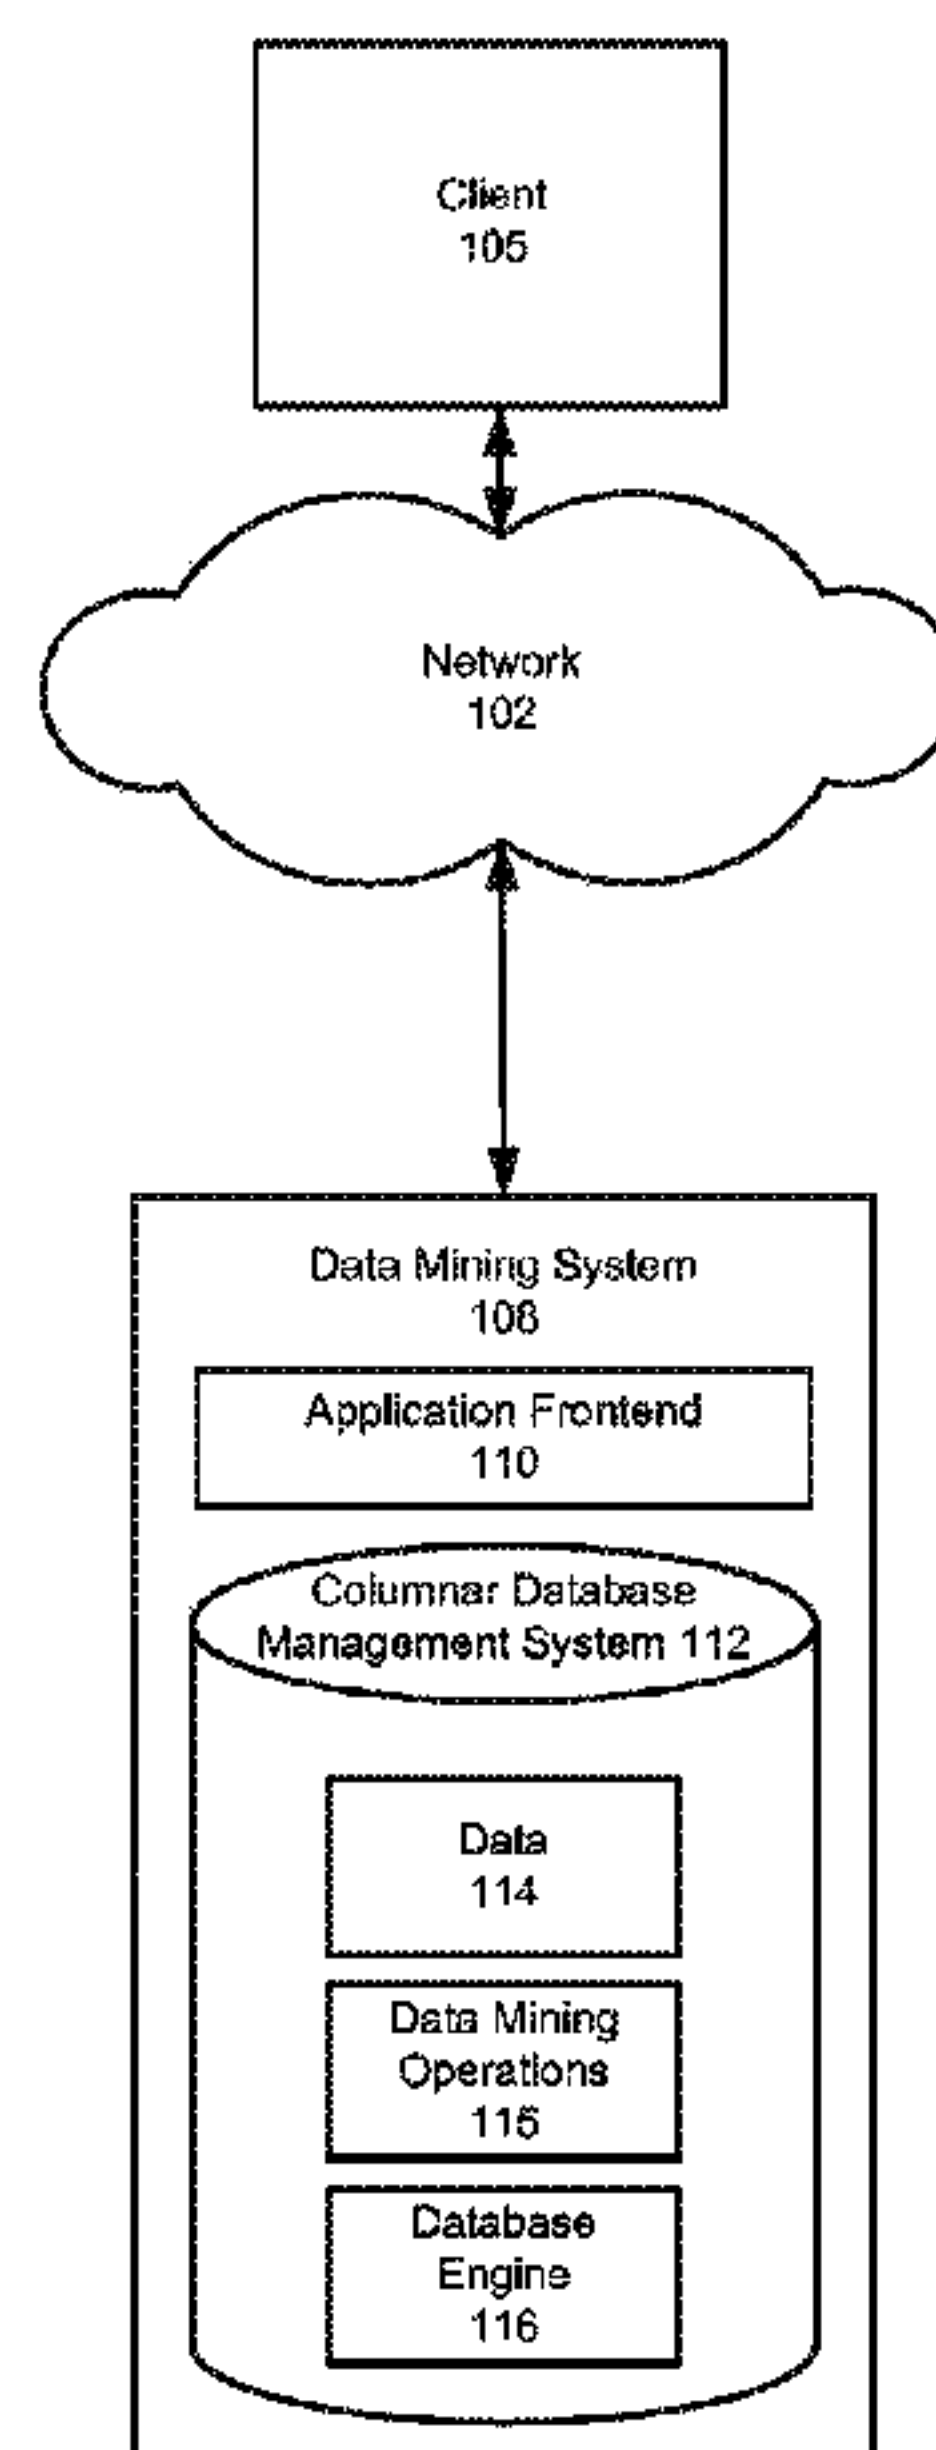 Client
105
Network
102
Data Mining System
108
Application Frontend
110
Columnar Database
Management System 112
Data
114
Data Mining
Operations
115
Database
Engine
116